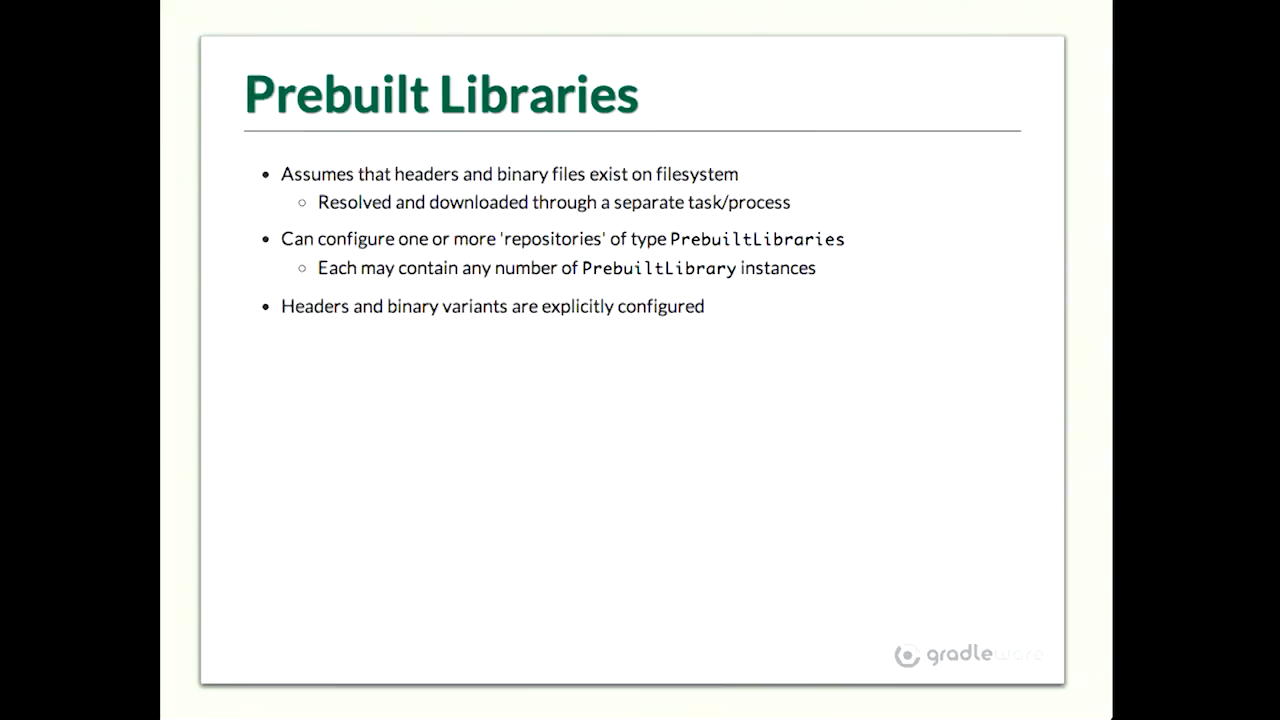 Prebuilt Libraries
Assumes that headers and binary files exist on filesystem
Resolved and downloaded through a separate task/process
Can configure one or more 'repositories' of type PrebuiltLibraries
Each may contain any number of PrebuiltLibrary instances
Headers and binary variants are explicitly configured
gradleware